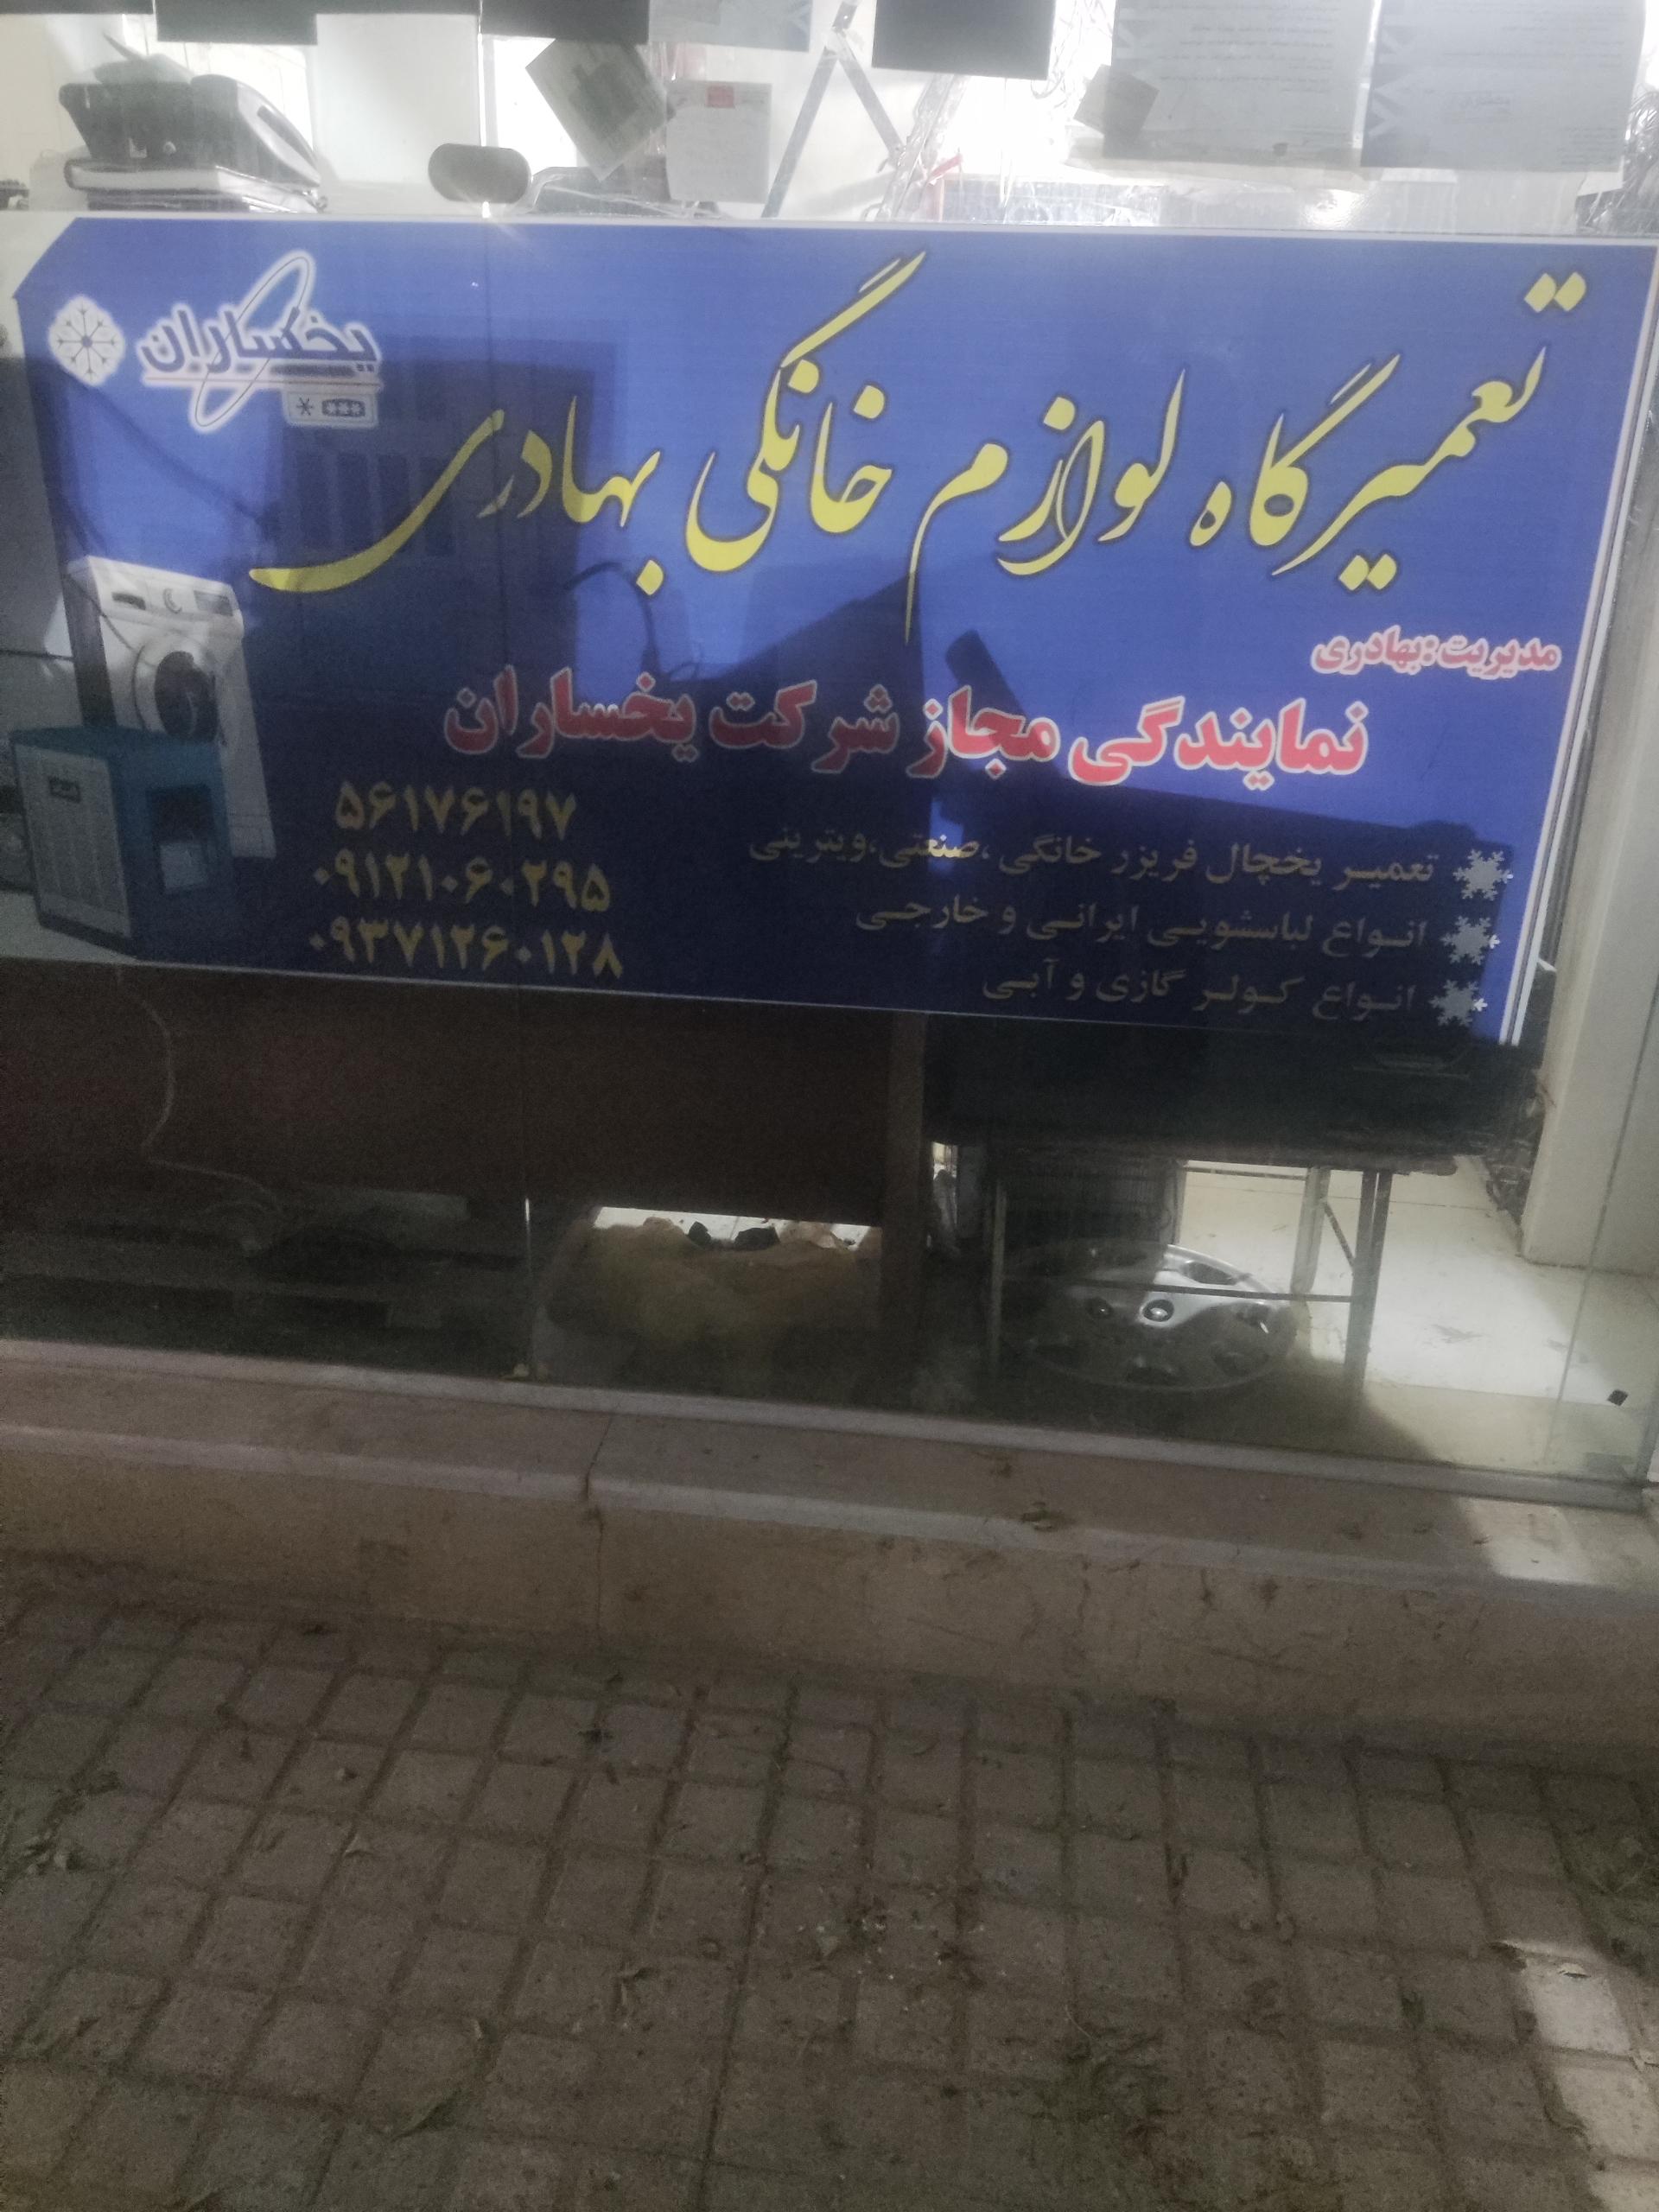 یخساران
تعمیرگاه لوازم خانگی بهادری
مدیریت:بهادری
نمایندگی مجاز شرکت یخساران
تعمیر یخچال فریزر خانگی ،صنعتی،ویترینی
انواع لباسشویی ایرانی و خارجی
انواع کولر گازی و آبی
۵۶۱۷۶۱۹۷
۰۹۱۲۱۰۶۰۲۹۵
۰۹۳۷۱۲۶۰۱۲۸